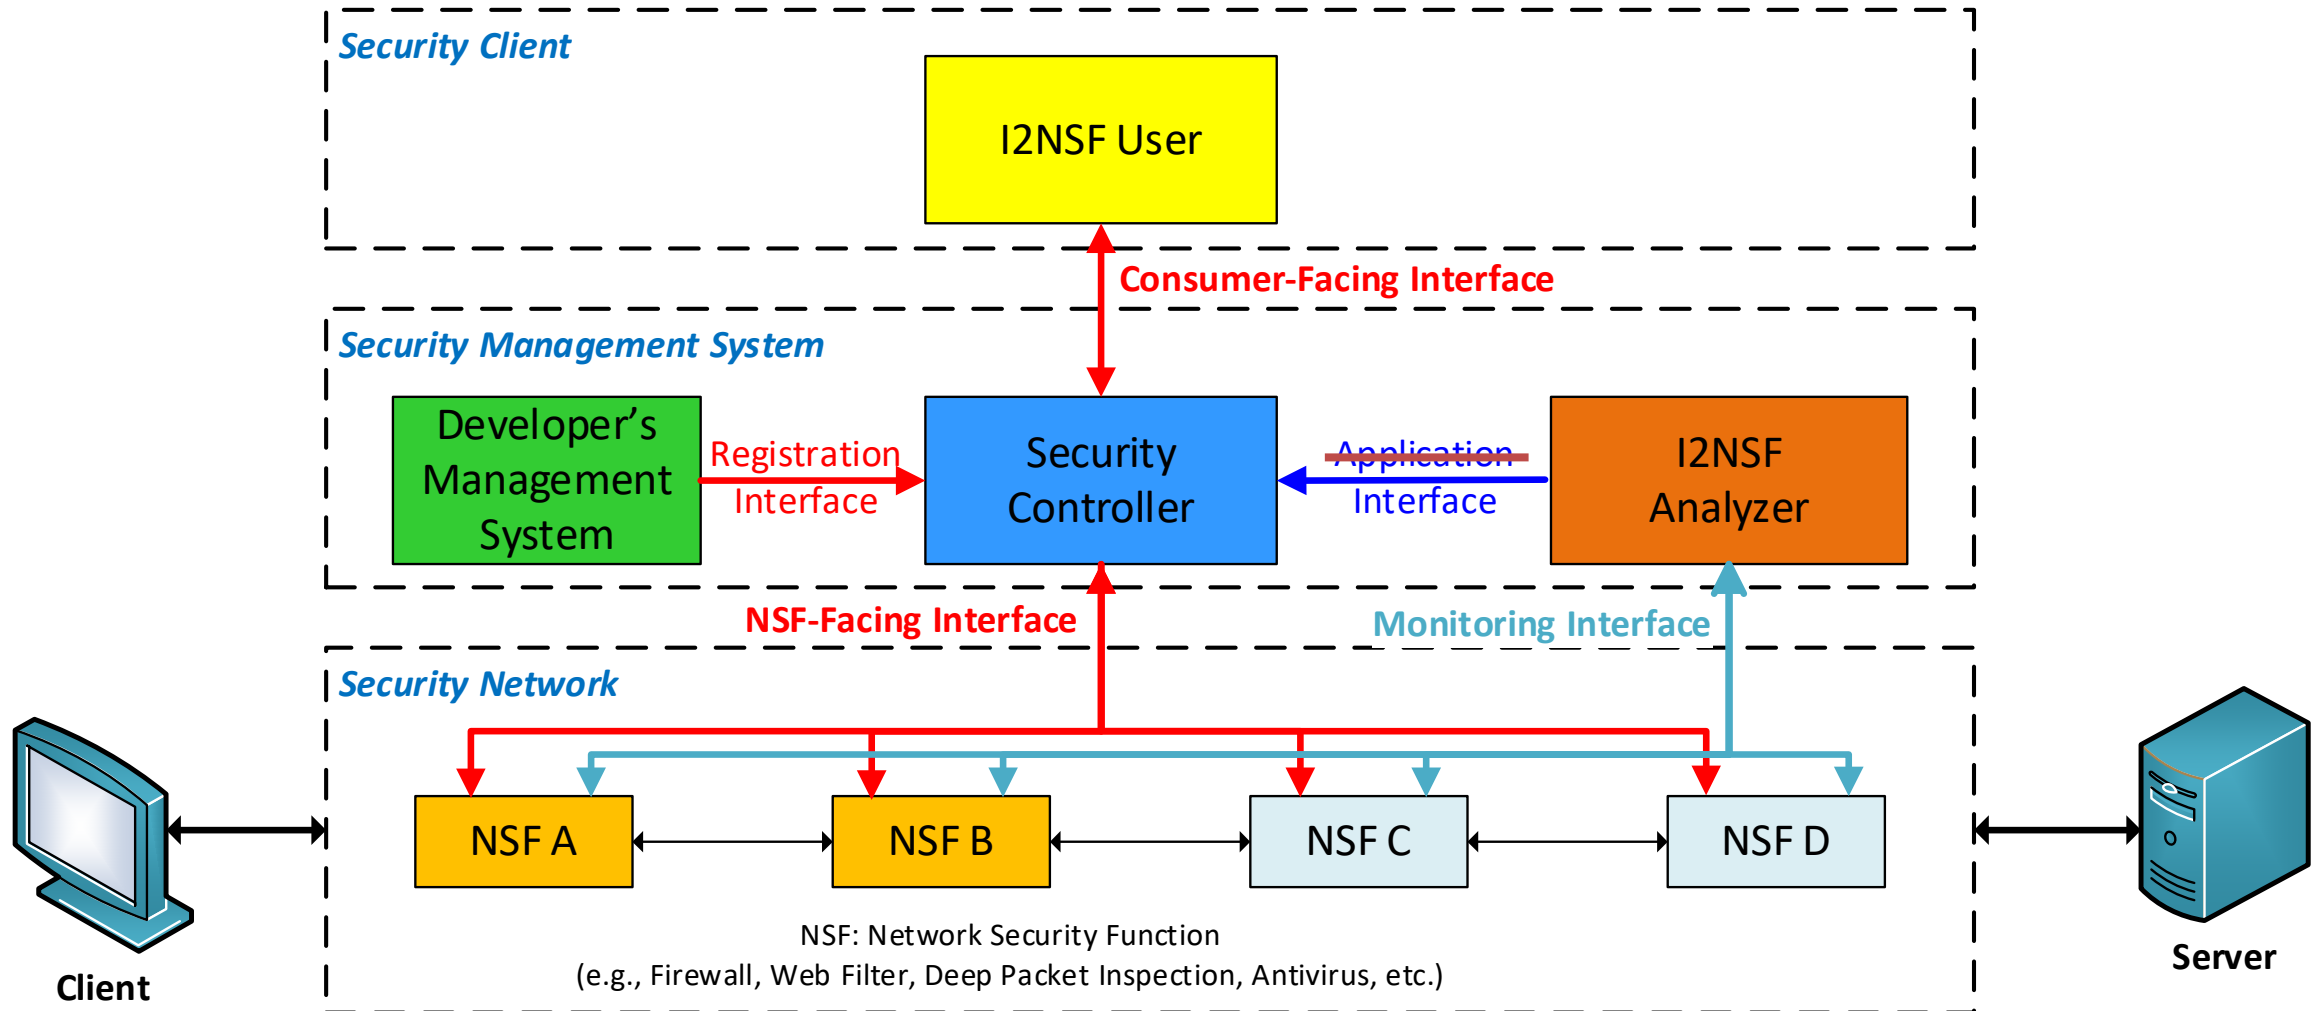 Security Client
I2NSF User
Consumer-Facing Interface
Security Management System
Developer’s
Management
System
Registration
Interface
Security
Controller
Application
Interface
I2NSF
Analyzer
NSF-Facing Interface
Monitoring Interface
Security Network
NSF A
NSF B
NSF C
NSF D
NSF: Network Security Function
(e.g., Firewall, Web Filter, Deep Packet Inspection, Antivirus, etc.)
Client
Server